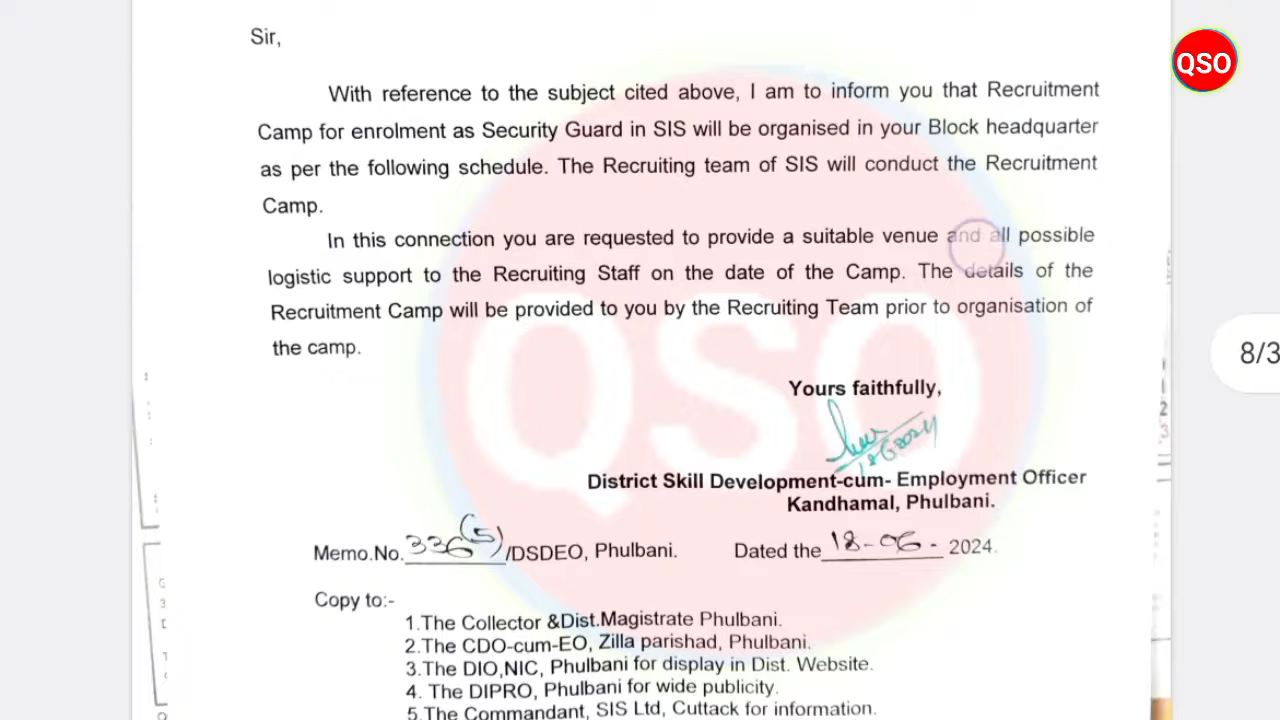 Sir,
QSO
With reference to the subject cited above, I am to inform you that Recruitment
Camp for enrolment as Security Guard in SIS will be organised in your Block headquarter
as per the following schedule. The Recruiting team of SIS will conduct the Recruitment
Camp.
In this connection you are requested to provide a suitable venue and all possible
logistic support to the Recruiting Staff on the date of the Camp. The details of the
Recruitment Camp will be provided to you by the Recruiting Team prior to organisation of
the camp.
8/3
QSO
Yours faithfully,
District Skill Development-cum- Employment Officer
Kandhamal, Phulbani.
Memo.No. 336(5) /DSDEO, Phulbani. Dated the 18-06- 2024.
Copy to:-
1.The Collector &Dist.Magistrate Phulbani.
2.The CDO-cum-EO, Zilla parishad, Phulbani.
3.The DIO,NIC, Phulbani for display in Dist. Website.
4. The DIPRO, Phulbani for wide publicity.
5.The Commandant, SIS Ltd, Cuttack for information.